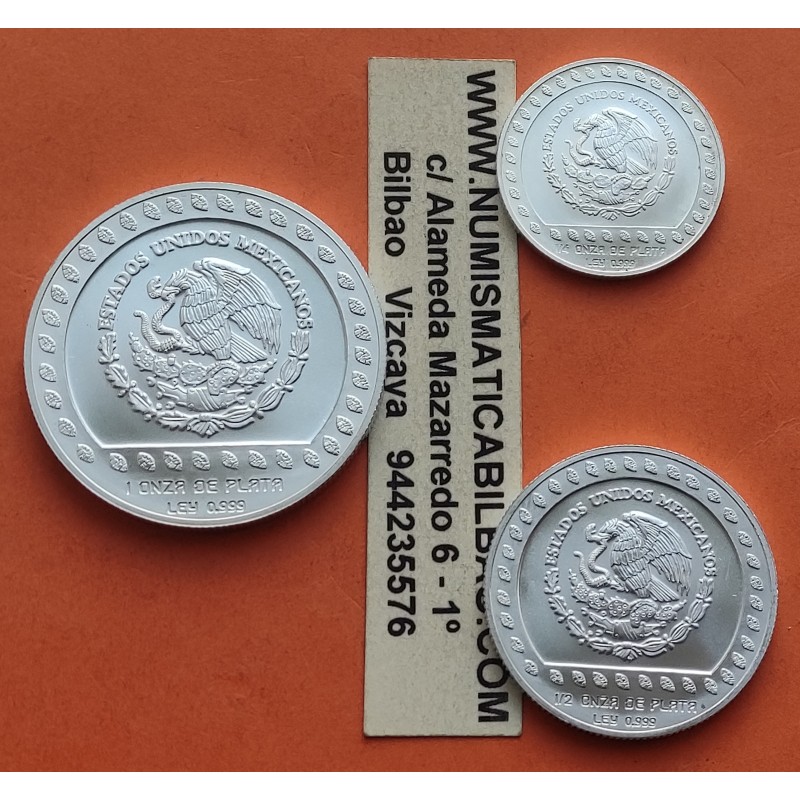 ESTADOS UNIDOS MEXICANOS
1 ONZA DE PLATA
LEY 0.999
WWW.NUMISMATICABILBAO.COM
c/ Alameda Mazarredo 6 - 1º
Bilbao Vizcaya 944235576
ESTADOS UNIDOS MEXICANOS
1/4 ONZA DE PLATA
LEY 0.999
ESTADOS UNIDOS MEXICANOS
1/2 ONZA DE PLATA
LEY 0.999